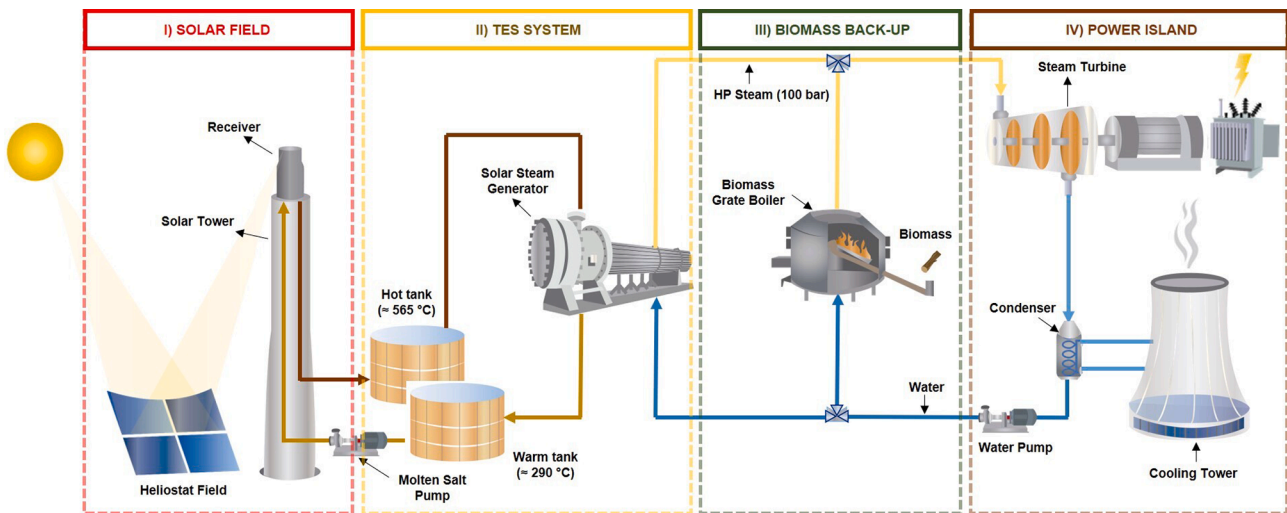 I) SOLAR FIELD
II) TES SYSTEM
III) BIOMASS BACK-UP
IV) POWER ISLAND
Receiver
Solar Tower
Heliostat Field
Solar Steam
Generator
Hot tank
(≈ 565 °C)
Warm tank
(≈ 290 °C)
Molten Salt
Pump
HP Steam (100 bar)
Biomass
Grate Boiler
Biomass
Water
Steam Turbine
Condenser
Water Pump
Cooling Tower